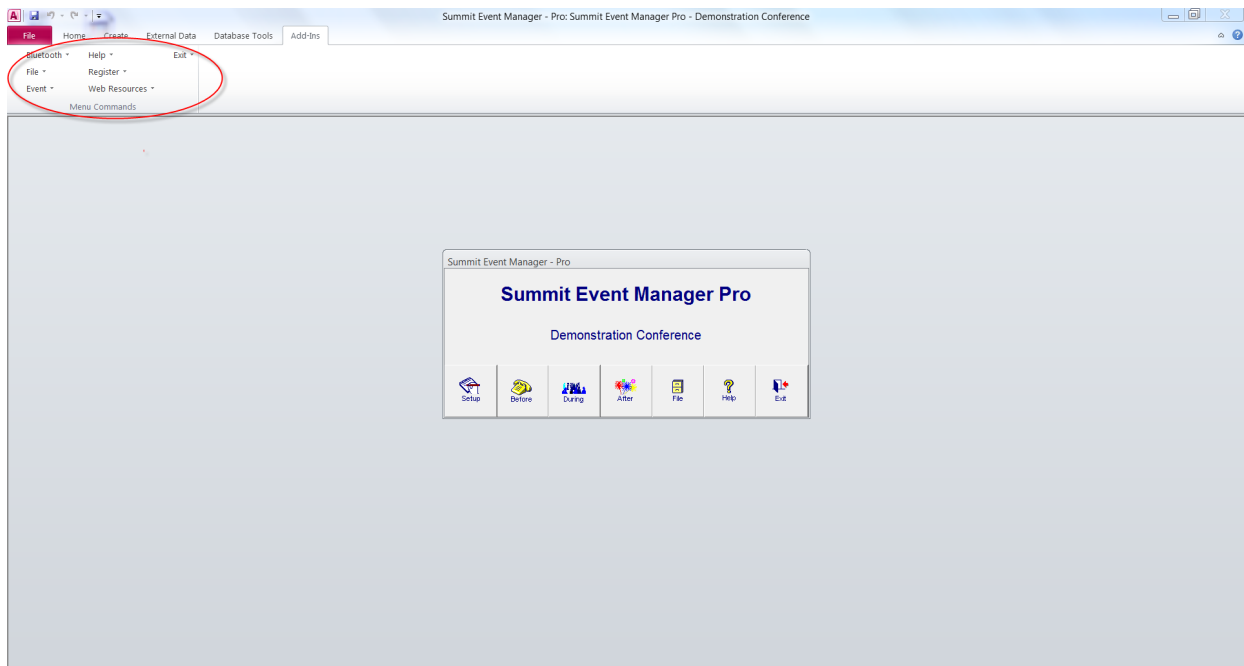 A
Summit Event Manager - Pro: Summit Event Manager Pro - Demonstration Conference
File Home Create External Data Database Tools Add-Ins
Bluetooth Help Exit
File Register
Event Web Resources
Menu Commands
Summit Event Manager - Pro
Summit Event Manager Pro
Demonstration Conference
Setup Before During After File Help Exit